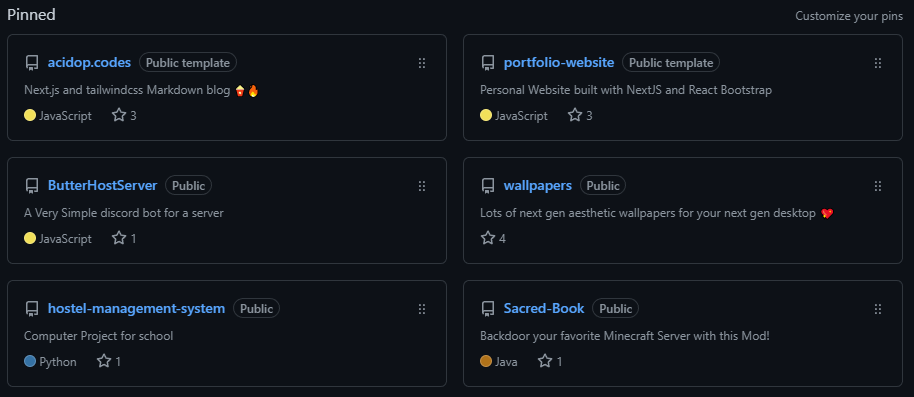 Pinned
Customize your pins
acidop.codes Public template
Next.js and tailwindcss Markdown blog 🍿🔥
JavaScript 3
portfolio-website Public template
Personal Website built with NextJS and React Bootstrap
JavaScript 3
ButterHostServer Public
A Very Simple discord bot for a server
JavaScript 1
wallpapers Public
Lots of next gen aesthetic wallpapers for your next gen desktop 💖
4
hostel-management-system Public
Computer Project for school
Python 1
Sacred-Book Public
Backdoor your favorite Minecraft Server with this Mod!
Java 1